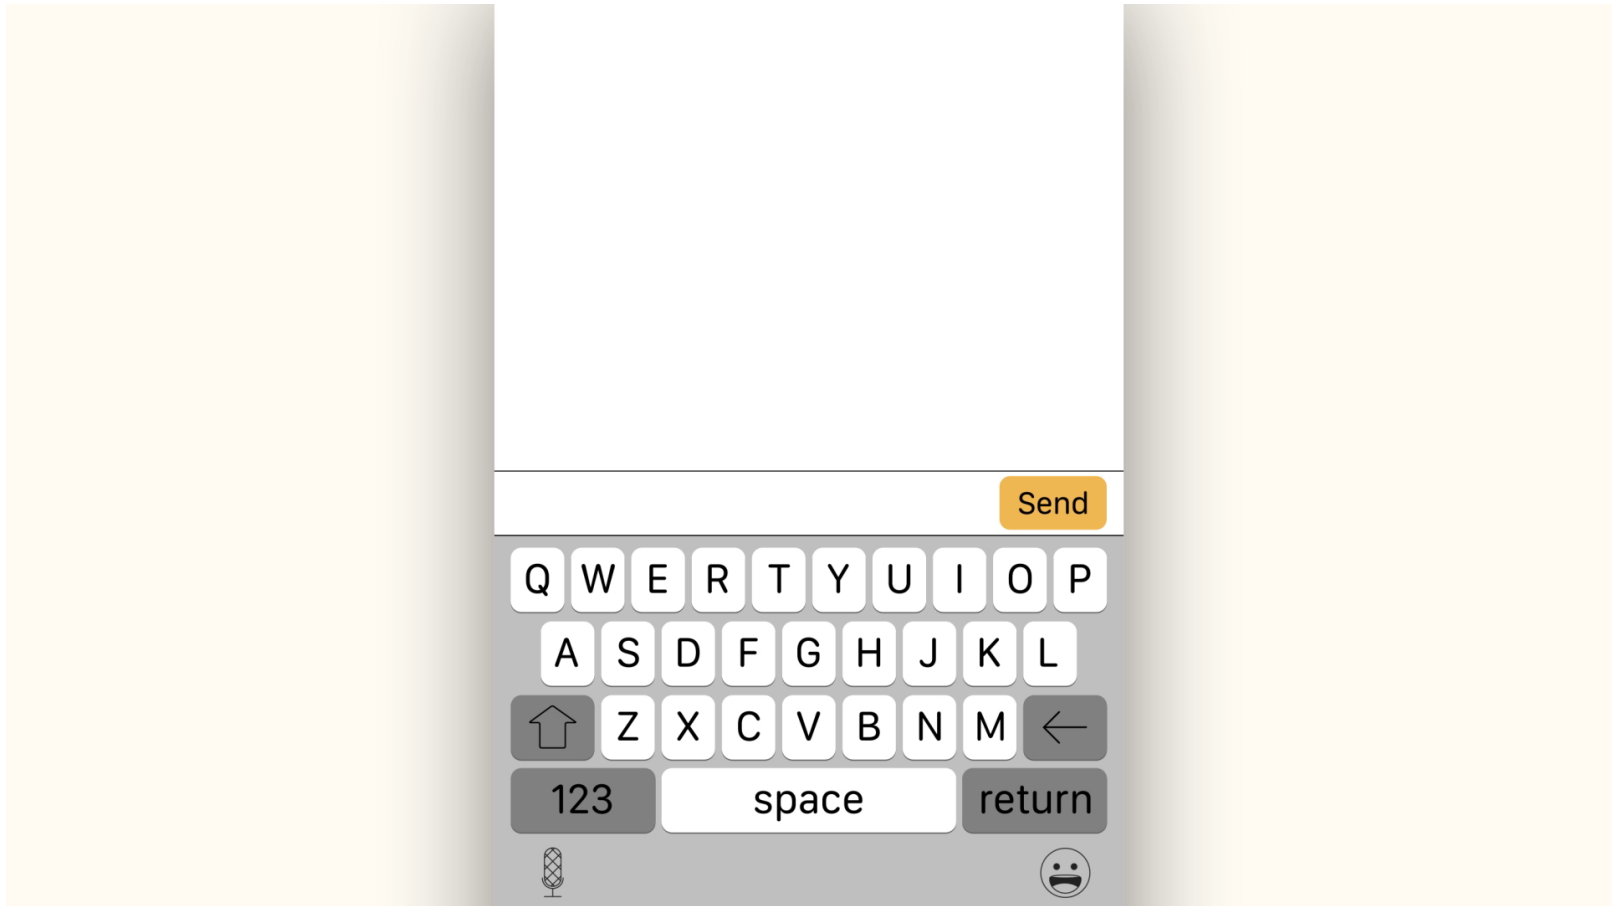 Send
Q W E R T Y U I O P
A S D F G H J K L
Z X C V B N M
123 space return